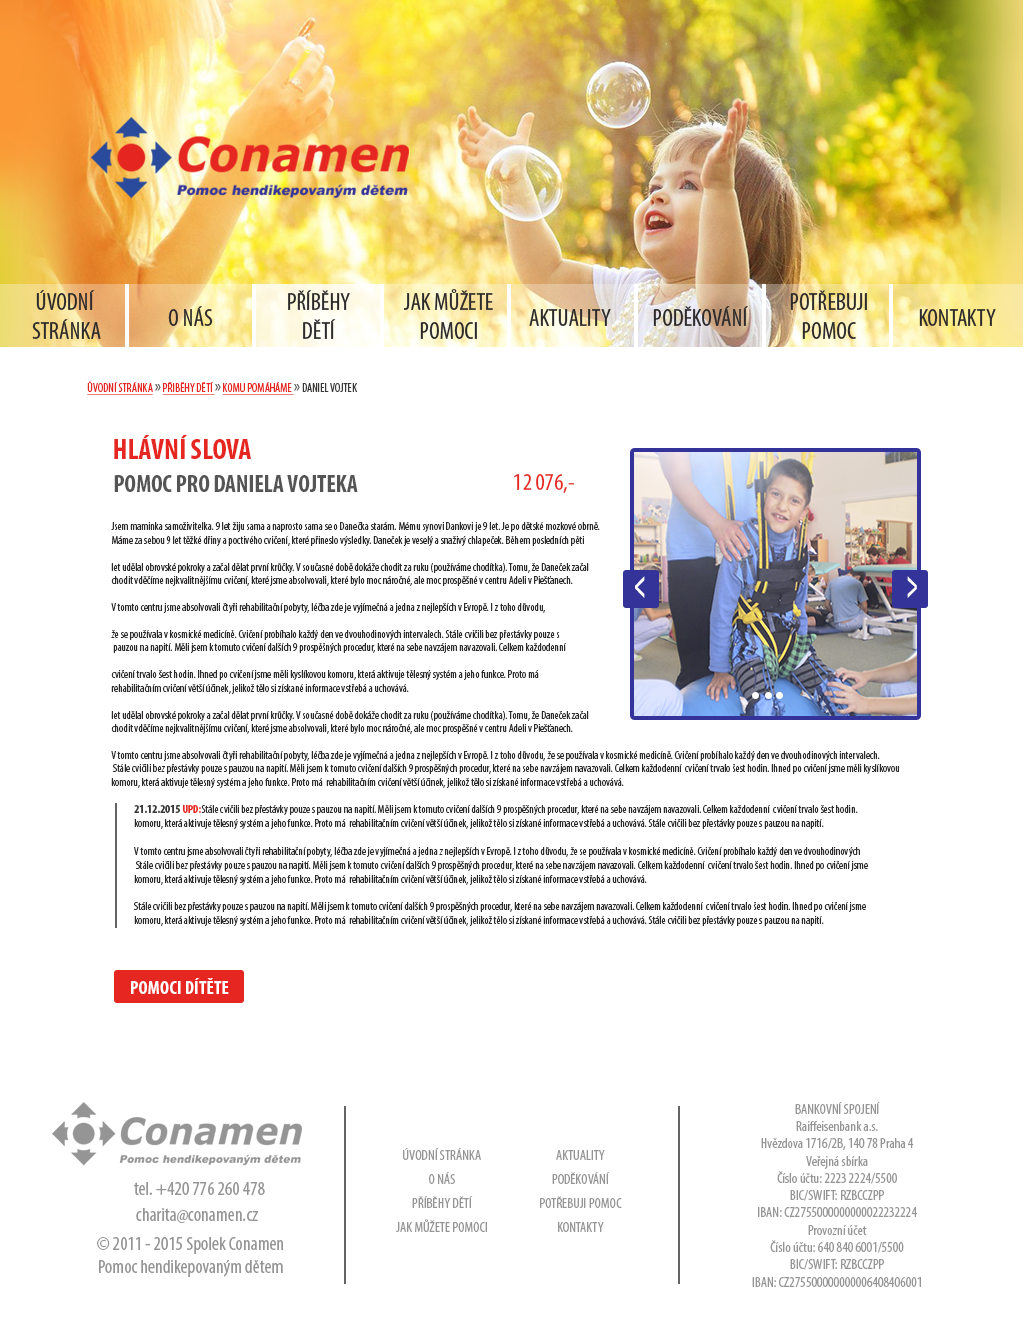 Conamen
Pomoc hendikepovaným dětem
ÚVODNÍ
STRÁNKA
O NÁS
PŘÍBĚHY
DĚTÍ
JAK MŮŽETE
POMOCI
AKTUALITY
PODĚKOVÁNÍ
POTŘEBUJI
POMOC
KONTAKTY
ÚVODNÍ STRÁNKA » PŘIBĚHY DĚTÍ » KOMU POMÁHÁME » DANIEL VOJTEK
HLÁVNÍ SLOVA
POMOC PRO DANIELA VOJTEKA
12 076,-
Jsem maminka samoživitelka. 9 let žiju sama a naprosto sama se o Danečka starám. Mému synovi Dankovi je 9 let. Je po dětské mozkové obrně.
Máme za sebou 9 let těžké dřiny a poctivého cvičení, které přineslo výsledky. Daneček je veselý a snaživý chlapeček. Během posledních pěti
let udělal obrovské pokroky a začal dělat první krůčky. V současné době dokáže chodit za ruku (používáme chodítka). Tomu, že Daneček začal
chodit vděčíme nejkvalitnějšímu cvičení, které jsme absolvovali, které bylo moc náročné, ale moc prospěšné v centru Adeli v Piešťanech.
V tomto centru jsme absolvovali čtyři rehabilitační pobyty, léčba zde je vyjímečná a jedna z nejlepších v Evropě. I z toho důvodu,
že se používala v kosmické medicíně. Cvičení probíhalo každý den ve dvouhodinových intervalech. Stále cvičili bez přestávky pouze s
pauzou na napití. Měli jsem k tomuto cvičení dalších 9 prospěšných procedur, které na sebe navzájem navazovali. Celkem každodenní
cvičení trvalo šest hodin. Ihned po cvičení jsme měli kyslíkovou komoru, která aktivuje tělesný systém a jeho funkce. Proto má
rehabilitačním cvičení větší účinek, jelikož tělo si získané informace vstřebá a uchovává.
let udělal obrovské pokroky a začal dělat první krůčky. V současné době dokáže chodit za ruku (používáme chodítka). Tomu, že Daneček začal
chodit vděčíme nejkvalitnějšímu cvičení, které jsme absolvovali, které bylo moc náročné, ale moc prospěšné v centru Adeli v Piešťanech.
V tomto centru jsme absolvovali čtyři rehabilitační pobyty, léčba zde je vyjímečná a jedna z nejlepších v Evropě. I z toho důvodu, že se používala v kosmické medicíně. Cvičení probíhalo každý den ve dvouhodinových intervalech.
Stále cvičili bez přestávky pouze s pauzou na napití. Měli jsem k tomuto cvičení dalších 9 prospěšných procedur, které na sebe navzájem navazovali. Celkem každodenní cvičení trvalo šest hodin. Ihned po cvičení jsme měli kyslíkovou
komoru, která aktivuje tělesný systém a jeho funkce. Proto má rehabilitačním cvičení větší účinek, jelikož tělo si získané informace vstřebá a uchovává.
21.12.2015 UPD:Stále cvičili bez přestávky pouze s pauzou na napití. Měli jsem k tomuto cvičení dalších 9 prospěšných procedur, které na sebe navzájem navazovali. Celkem každodenní cvičení trvalo šest hodin.
komoru, která aktivuje tělesný systém a jeho funkce. Proto má rehabilitačním cvičení větší účinek, jelikož tělo si získané informace vstřebá a uchovává. Stále cvičili bez přestávky pouze s pauzou na napití.
V tomto centru jsme absolvovali čtyři rehabilitační pobyty, léčba zde je vyjímečná a jedna z nejlepších v Evropě. I z toho důvodu, že se používala v kosmické medicíně. Cvičení probíhalo každý den ve dvouhodinových
Stále cvičili bez přestávky pouze s pauzou na napití. Měli jsem k tomuto cvičení dalších 9 prospěšných procedur, které na sebe navzájem navazovali. Celkem každodenní cvičení trvalo šest hodin. Ihned po cvičení jsme
komoru, která aktivuje tělesný systém a jeho funkce. Proto má rehabilitačním cvičení větší účinek, jelikož tělo si získané informace vstřebá a uchovává.
Stále cvičili bez přestávky pouze s pauzou na napití. Měli jsem k tomuto cvičení dalších 9 prospěšných procedur, které na sebe navzájem navazovali. Celkem každodenní cvičení trvalo šest hodin. Ihned po cvičení jsme
komoru, která aktivuje tělesný systém a jeho funkce. Proto má rehabilitačním cvičení větší účinek, jelikož tělo si získané informace vstřebá a uchovává. Stále cvičili bez přestávky pouze s pauzou na napití.
POMOCI DÍTĚTE
Conamen
Pomoc hendikepovaným dětem
tel. +420 776 260 478
charita@conamen.cz
© 2011 - 2015 Spolek Conamen
Pomoc hendikepovaným dětem
ÚVODNÍ STRÁNKA
O NÁS
PŘÍBĚHY DĚTÍ
JAK MŮŽETE POMOCI
AKTUALITY
PODĚKOVÁNÍ
POTŘEBUJI POMOC
KONTAKTY
BANKOVNÍ SPOJENÍ
Raiffeisenbank a.s.
Hvězdova 1716/2B, 140 78 Praha 4
Veřejná sbírka
Číslo účtu: 2223 2224/5500
BIC/SWIFT: RZBCCZPP
IBAN: CZ2755000000000022232224
Provozní účet
Číslo účtu: 640 840 6001/5500
BIC/SWIFT: RZBCCZPP
IBAN: CZ275500000000006408406001